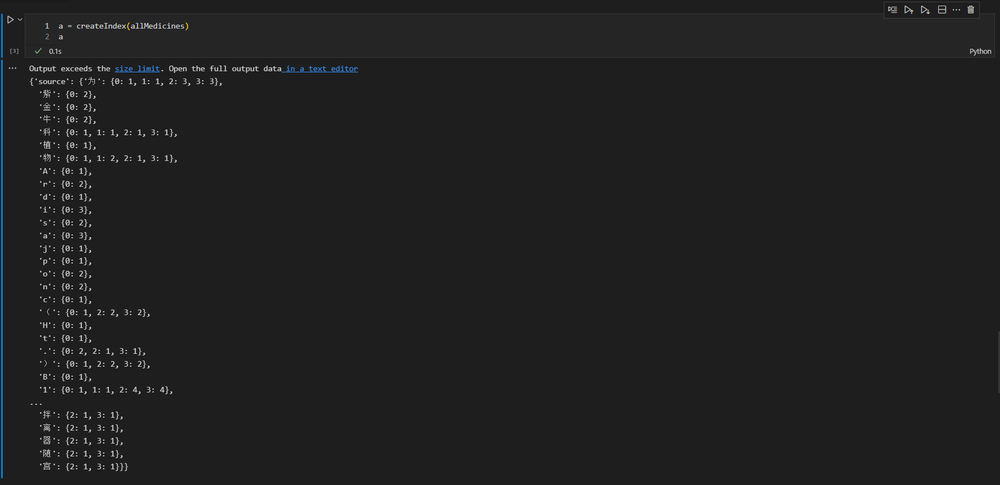 1 a = createIndex(allMedicines)
2 a
[3] 0.1s Python
Output exceeds the size limit. Open the full output data in a text editor
{'source': {'为': {0: 1, 1: 1, 2: 3, 3: 3},
'紫': {0: 2},
'金': {0: 2},
'牛': {0: 2},
'科': {0: 1, 1: 1, 2: 1, 3: 1},
'植': {0: 1},
'物': {0: 1, 1: 2, 2: 1, 3: 1},
'A': {0: 1},
'r': {0: 2},
'd': {0: 1},
'i': {0: 3},
's': {0: 2},
'a': {0: 3},
'j': {0: 1},
'p': {0: 1},
'o': {0: 2},
'n': {0: 2},
'c': {0: 1},
'（': {0: 1, 2: 2, 3: 2},
'H': {0: 1},
't': {0: 1},
'.': {0: 2, 2: 1, 3: 1},
'）': {0: 1, 2: 2, 3: 2},
'B': {0: 1},
'1': {0: 1, 1: 1, 2: 4, 3: 4},
...
'拌': {2: 1, 3: 1},
'离': {2: 1, 3: 1},
'器': {2: 1, 3: 1},
'随': {2: 1, 3: 1},
'宫': {2: 1, 3: 1}}}